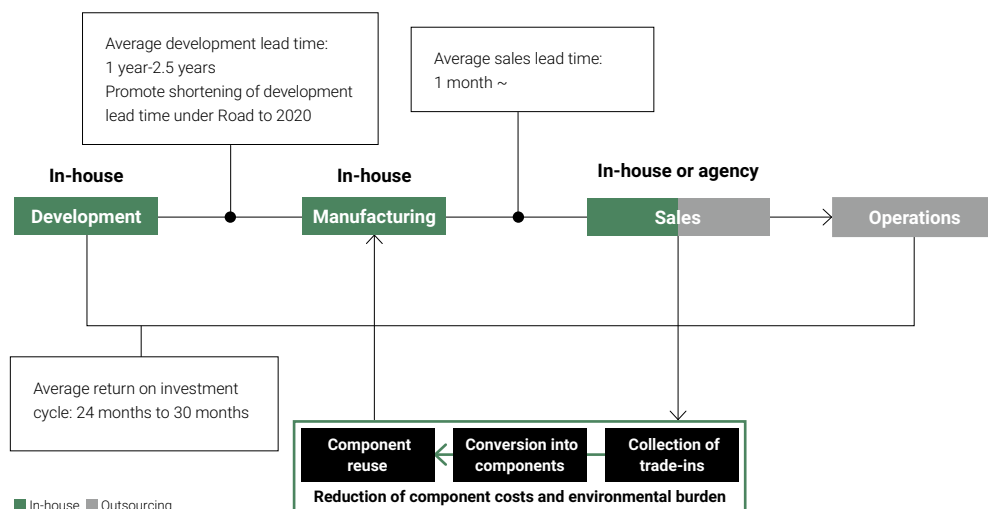 Average development lead time:
1 year-2.5 years
Promote shortening of development
lead time under Road to 2020
Average sales lead time:
1 month ~
In-house
In-house
In-house or agency
Development
Manufacturing
Sales
Operations
Average return on investment
cycle: 24 months to 30 months
Component
reuse
Conversion into
components
Collection of
trade-ins
Reduction of component costs and environmental burden
In-house
Outsourcing